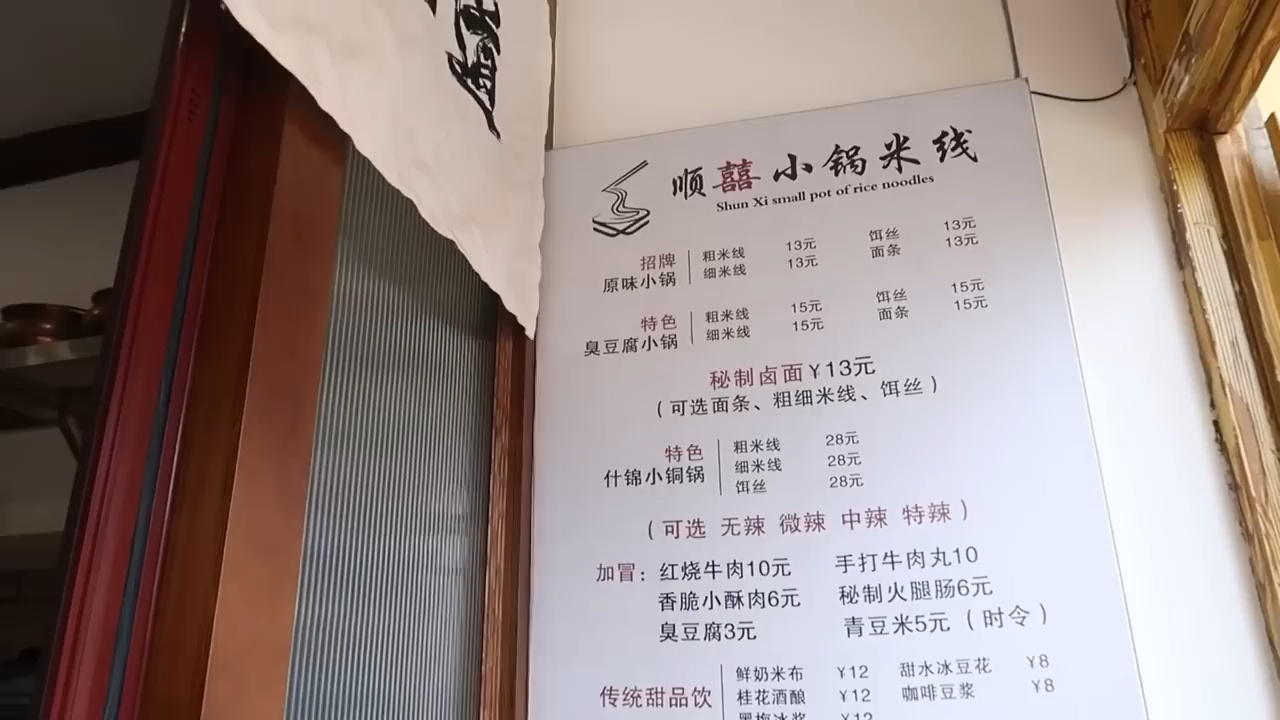 顺囍小锅米线
Shun Xi small pot of rice noodles
招牌
原味小锅
粗米线 13元 饵丝 13元
细米线 13元 面条 13元
特色
臭豆腐小锅
粗米线 15元 饵丝 15元
细米线 15元 面条 15元
秘制卤面¥13元
(可选面条、粗细米线、饵丝)
特色
什锦小铜锅
粗米线 28元
细米线 28元
饵丝 28元
(可选 无辣 微辣 中辣 特辣)
加冒：红烧牛肉10元 手打牛肉丸10
香脆小酥肉6元 秘制火腿肠6元
臭豆腐3元 青豆米5元(时令)
传统甜品饮
鲜奶米布 ¥12 甜水冰豆花 ¥8
桂花酒酿 ¥12 咖啡豆浆 ¥8
黑梅冰浆 ¥12